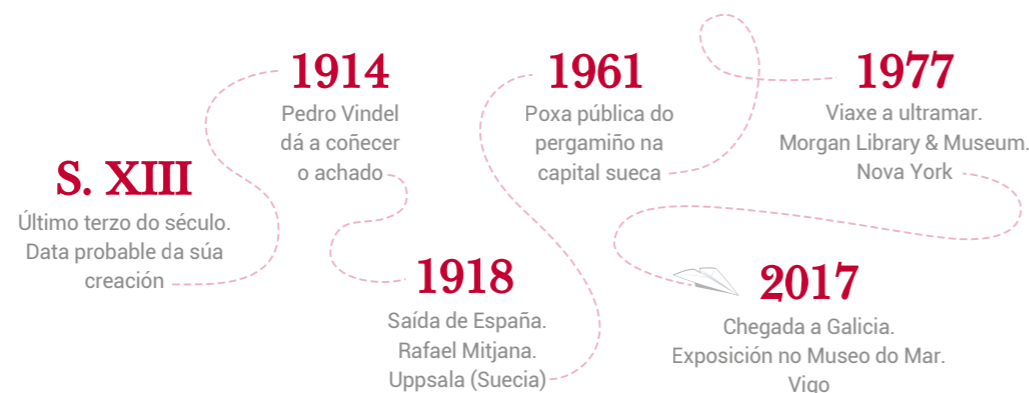 S. XIII
Último terzo do século.
Data probable da súa
creación
1914
Pedro Vindel
dá a coñecer
o achado
1918
Saída de España.
Rafael Mitjana.
Uppsala (Suecia)
1961
Poxa pública do
pergamiño na
capital sueca
1977
Viaxe a ultramar.
Morgan Library & Museum.
Nova York
2017
Chegada a Galicia.
Exposición no Museo do Mar.
Vigo